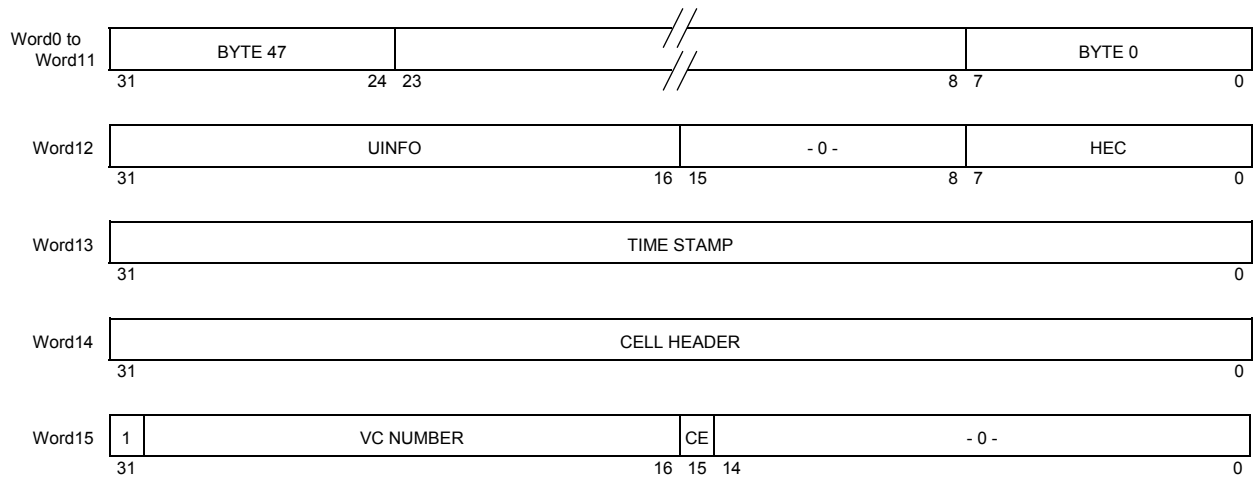 Word0 to
Word11
BYTE 47
BYTE 0
31 24 23 8 7 0
Word12 UINFO - 0 - HEC
31 16 15 8 7 0
Word13 TIME STAMP
31 0
Word14 CELL HEADER
31 0
Word15 1 VC NUMBER CE - 0 -
31 16 15 14 0